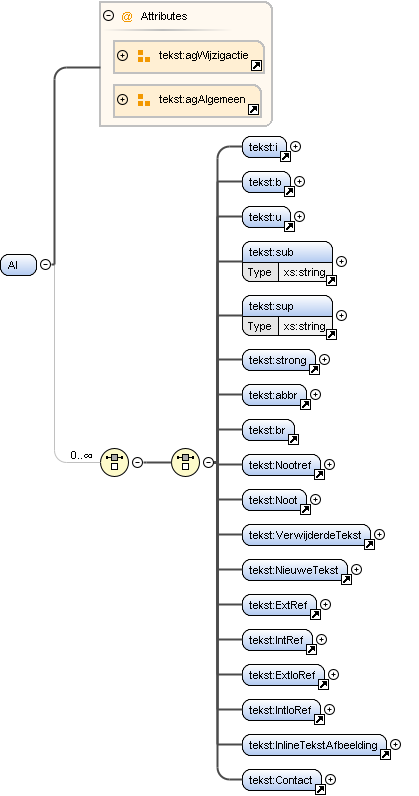 @ Attributes
tekst:agWijzigactie
tekst:agAlgemeen
tekst:i
tekst:b
tekst:u
Al
tekst:sub
Type xs:string
tekst:sup
Type xs:string
tekst:strong
tekst:abbr
tekst:br
0..∞
tekst:Nootref
tekst:Noot
tekst:VerwijderdeTekst
tekst:NieuweTekst
tekst:ExtRef
tekst:IntRef
tekst:ExtIoRef
tekst:IntIoRef
tekst:InlineTekstAfbeelding
tekst:Contact